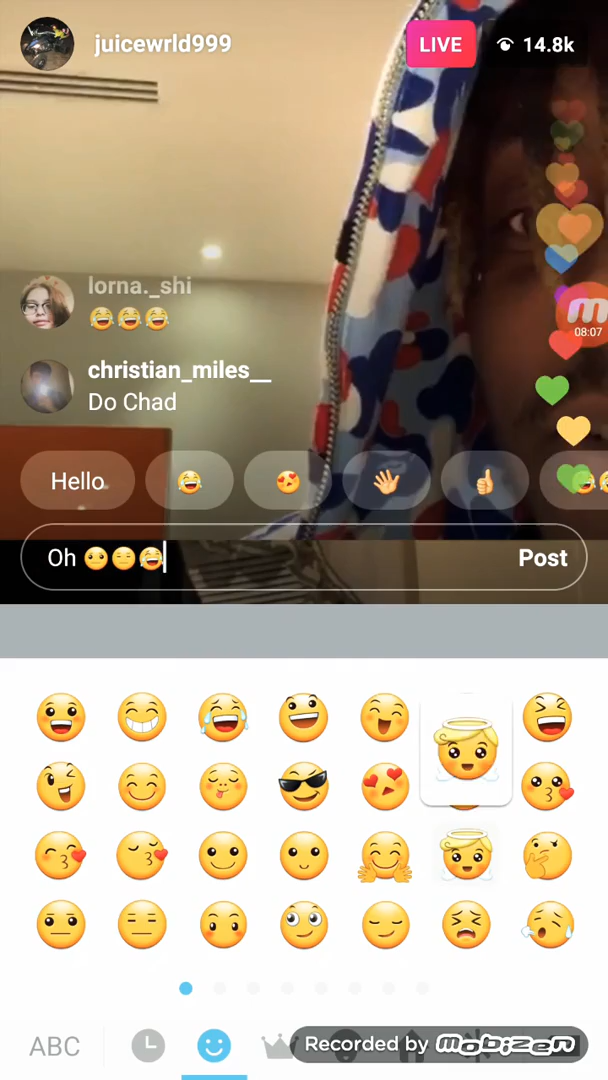 juicewrld999
LIVE
14.8k
lorna._shi
😂😂😂
08:07
christian_miles__
Do Chad
Hello
Oh 😐😑😂
Post
ABC
Recorded by mobizen